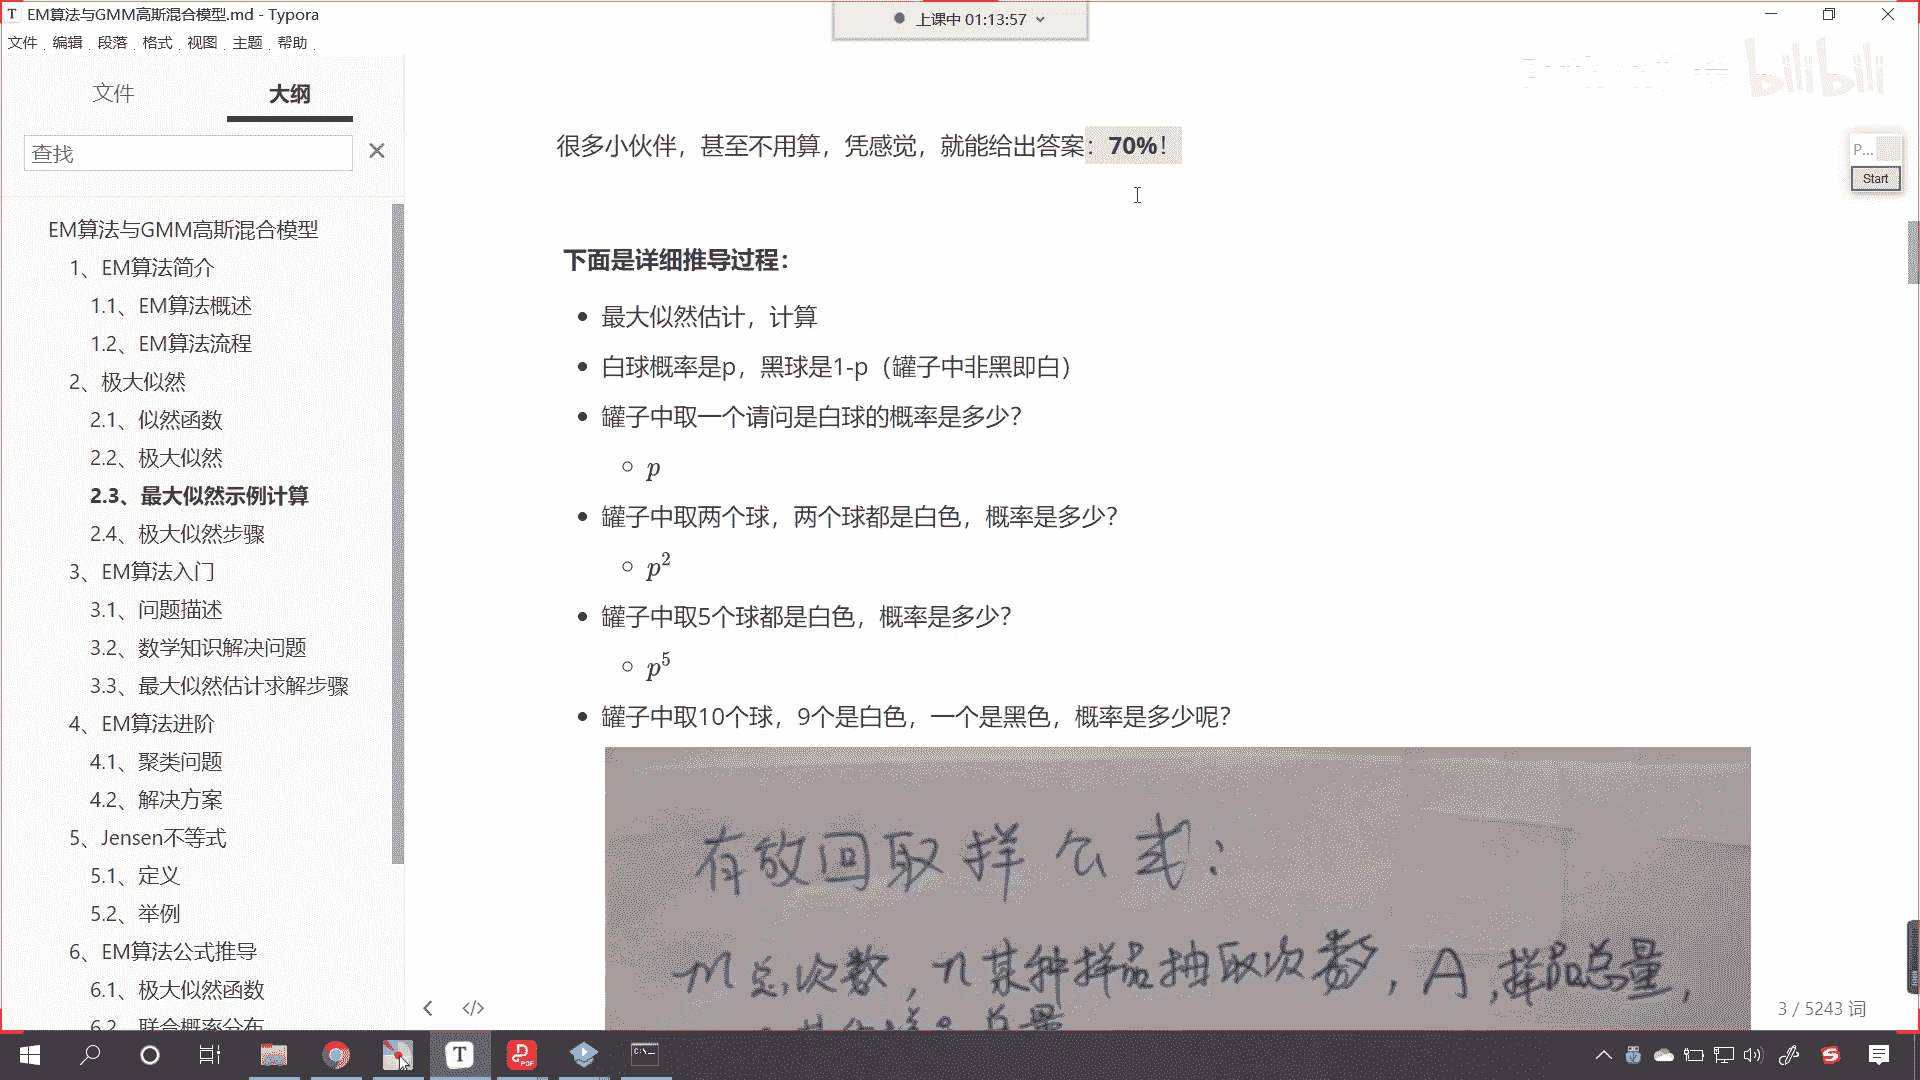 EM算法与GMM高斯混合模型.md - Typora
上课中 01:13:57
文件 编辑 段落 格式 视图 主题 帮助
bilibili
文件 大纲
查找
P...
Start
EM算法与GMM高斯混合模型
1、EM算法简介
1.1、EM算法概述
1.2、EM算法流程
2、极大似然
2.1、似然函数
2.2、极大似然
2.3、最大似然示例计算
2.4、极大似然步骤
3、EM算法入门
3.1、问题描述
3.2、数学知识解决问题
3.3、最大似然估计求解步骤
4、EM算法进阶
4.1、聚类问题
4.2、解决方案
5、Jensen不等式
5.1、定义
5.2、举例
6、EM算法公式推导
6.1、极大似然函数
6.2、联合概率分布
很多小伙伴，甚至不用算，凭感觉，就能给出答案：70%！
下面是详细推导过程：
最大似然估计，计算
白球概率是p，黑球是1-p（罐子中非黑即白）
罐子中取一个请问是白球的概率是多少？
p
罐子中取两个球，两个球都是白色，概率是多少？
p²
罐子中取5个球都是白色，概率是多少？
p⁵
罐子中取10个球，9个是白色，一个是黑色，概率是多少呢？
有放回取样公式：
m总次数，n某种样品抽取次数，A，样品总量，
3 / 5243 词